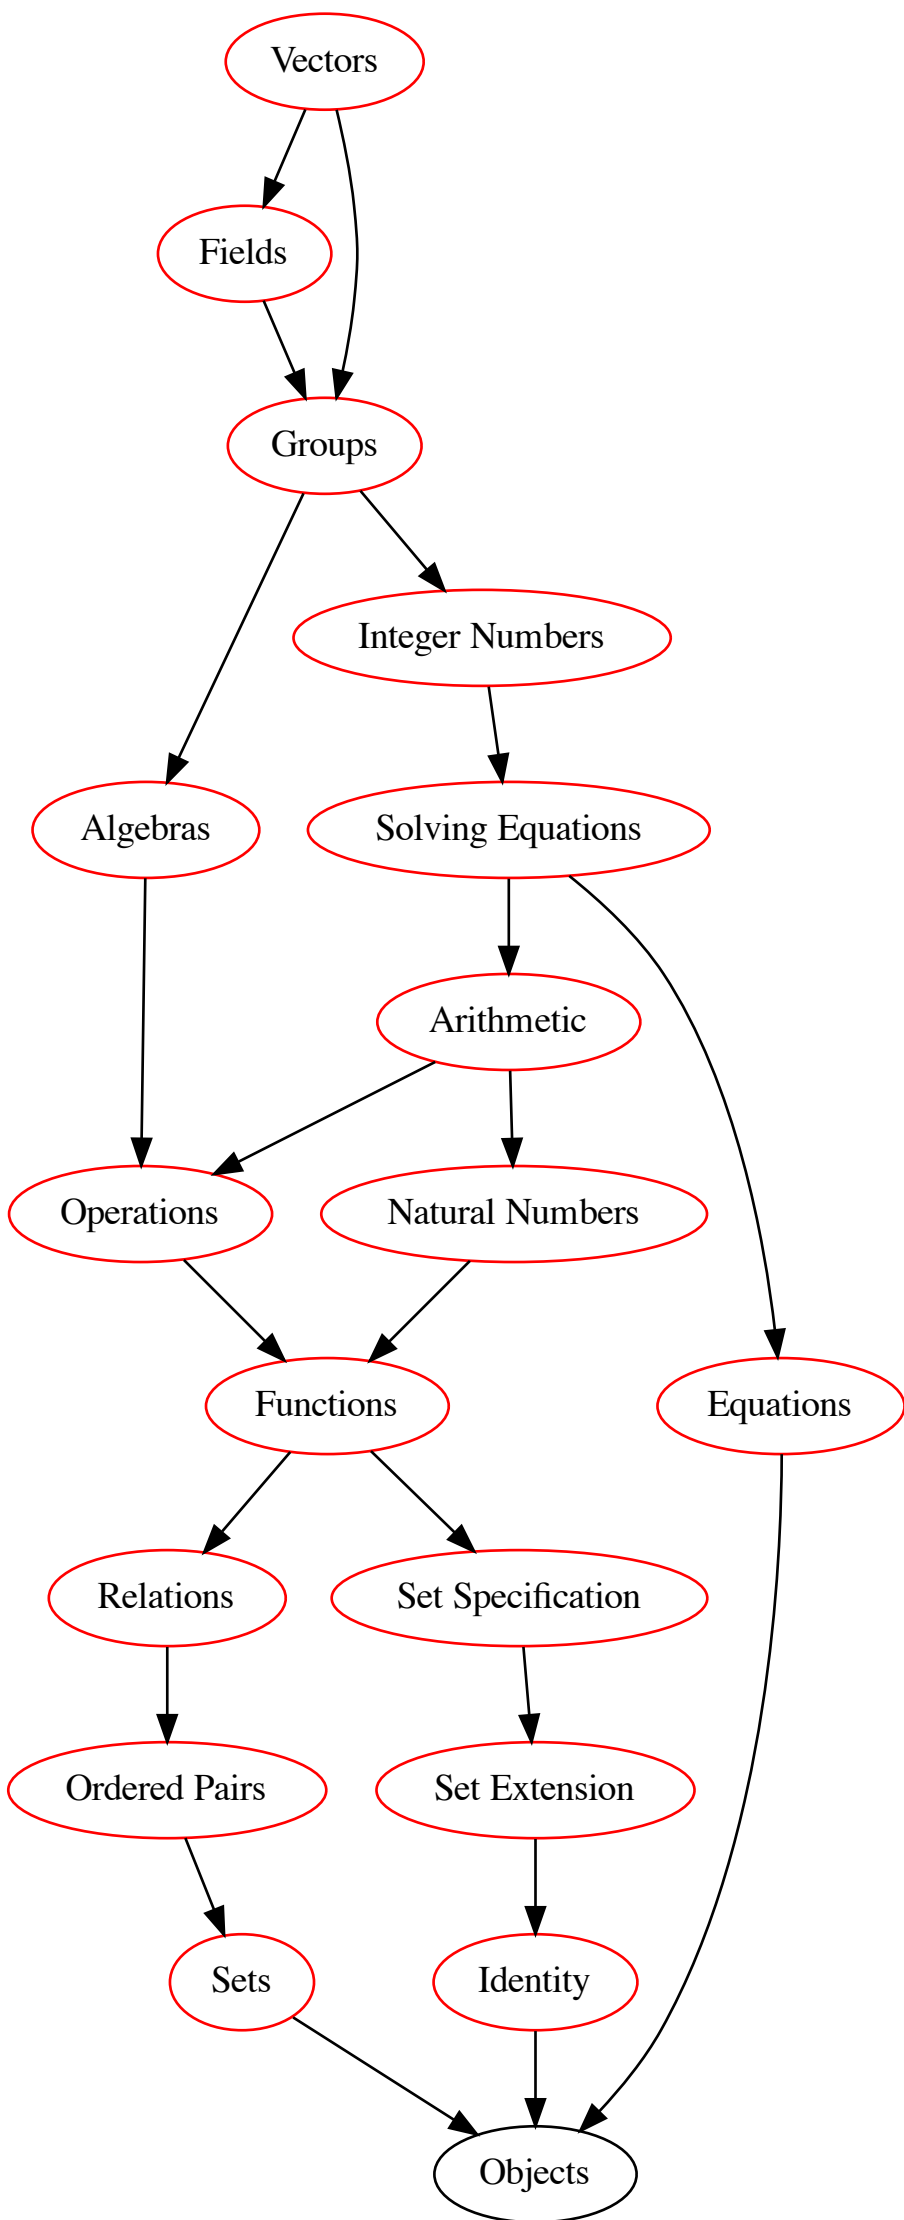 Vectors
Fields
Groups
Integer Numbers
Algebras
Solving Equations
Arithmetic
Operations
Natural Numbers
Functions
Equations
Relations
Set Specification
Ordered Pairs
Set Extension
Sets
Identity
Objects